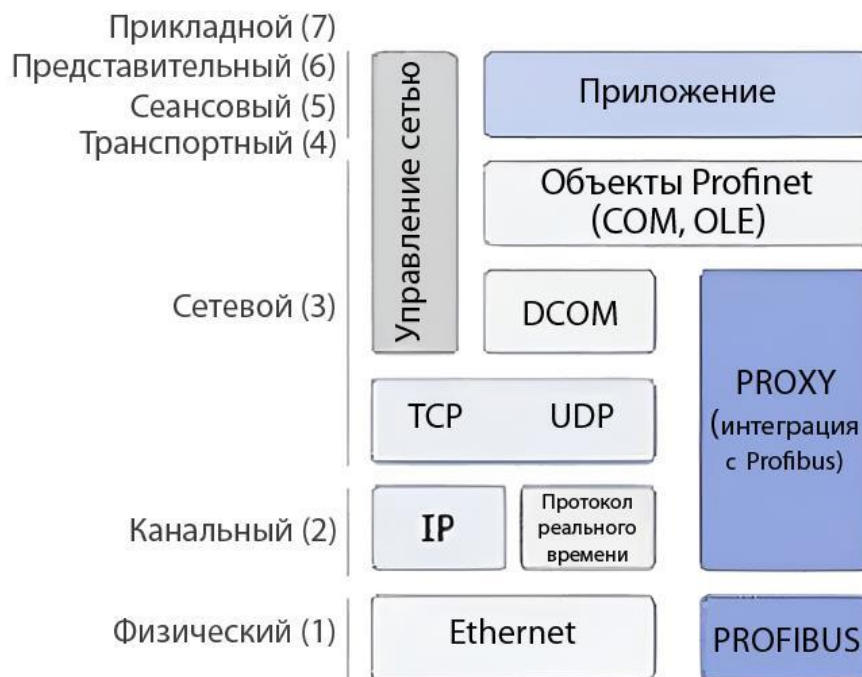 Прикладной (7)
Представительный (6)
Сеансовый (5)
Транспортный (4)
Сетевой (3)
Канальный (2)
Физический (1)
Управление сетью
Приложение
Объекты Profinet
(COM, OLE)
DCOM
TCP UDP
IP
Протокол
реального
времени
PROXY
(интеграция
с Profibus)
Ethernet
PROFIBUS